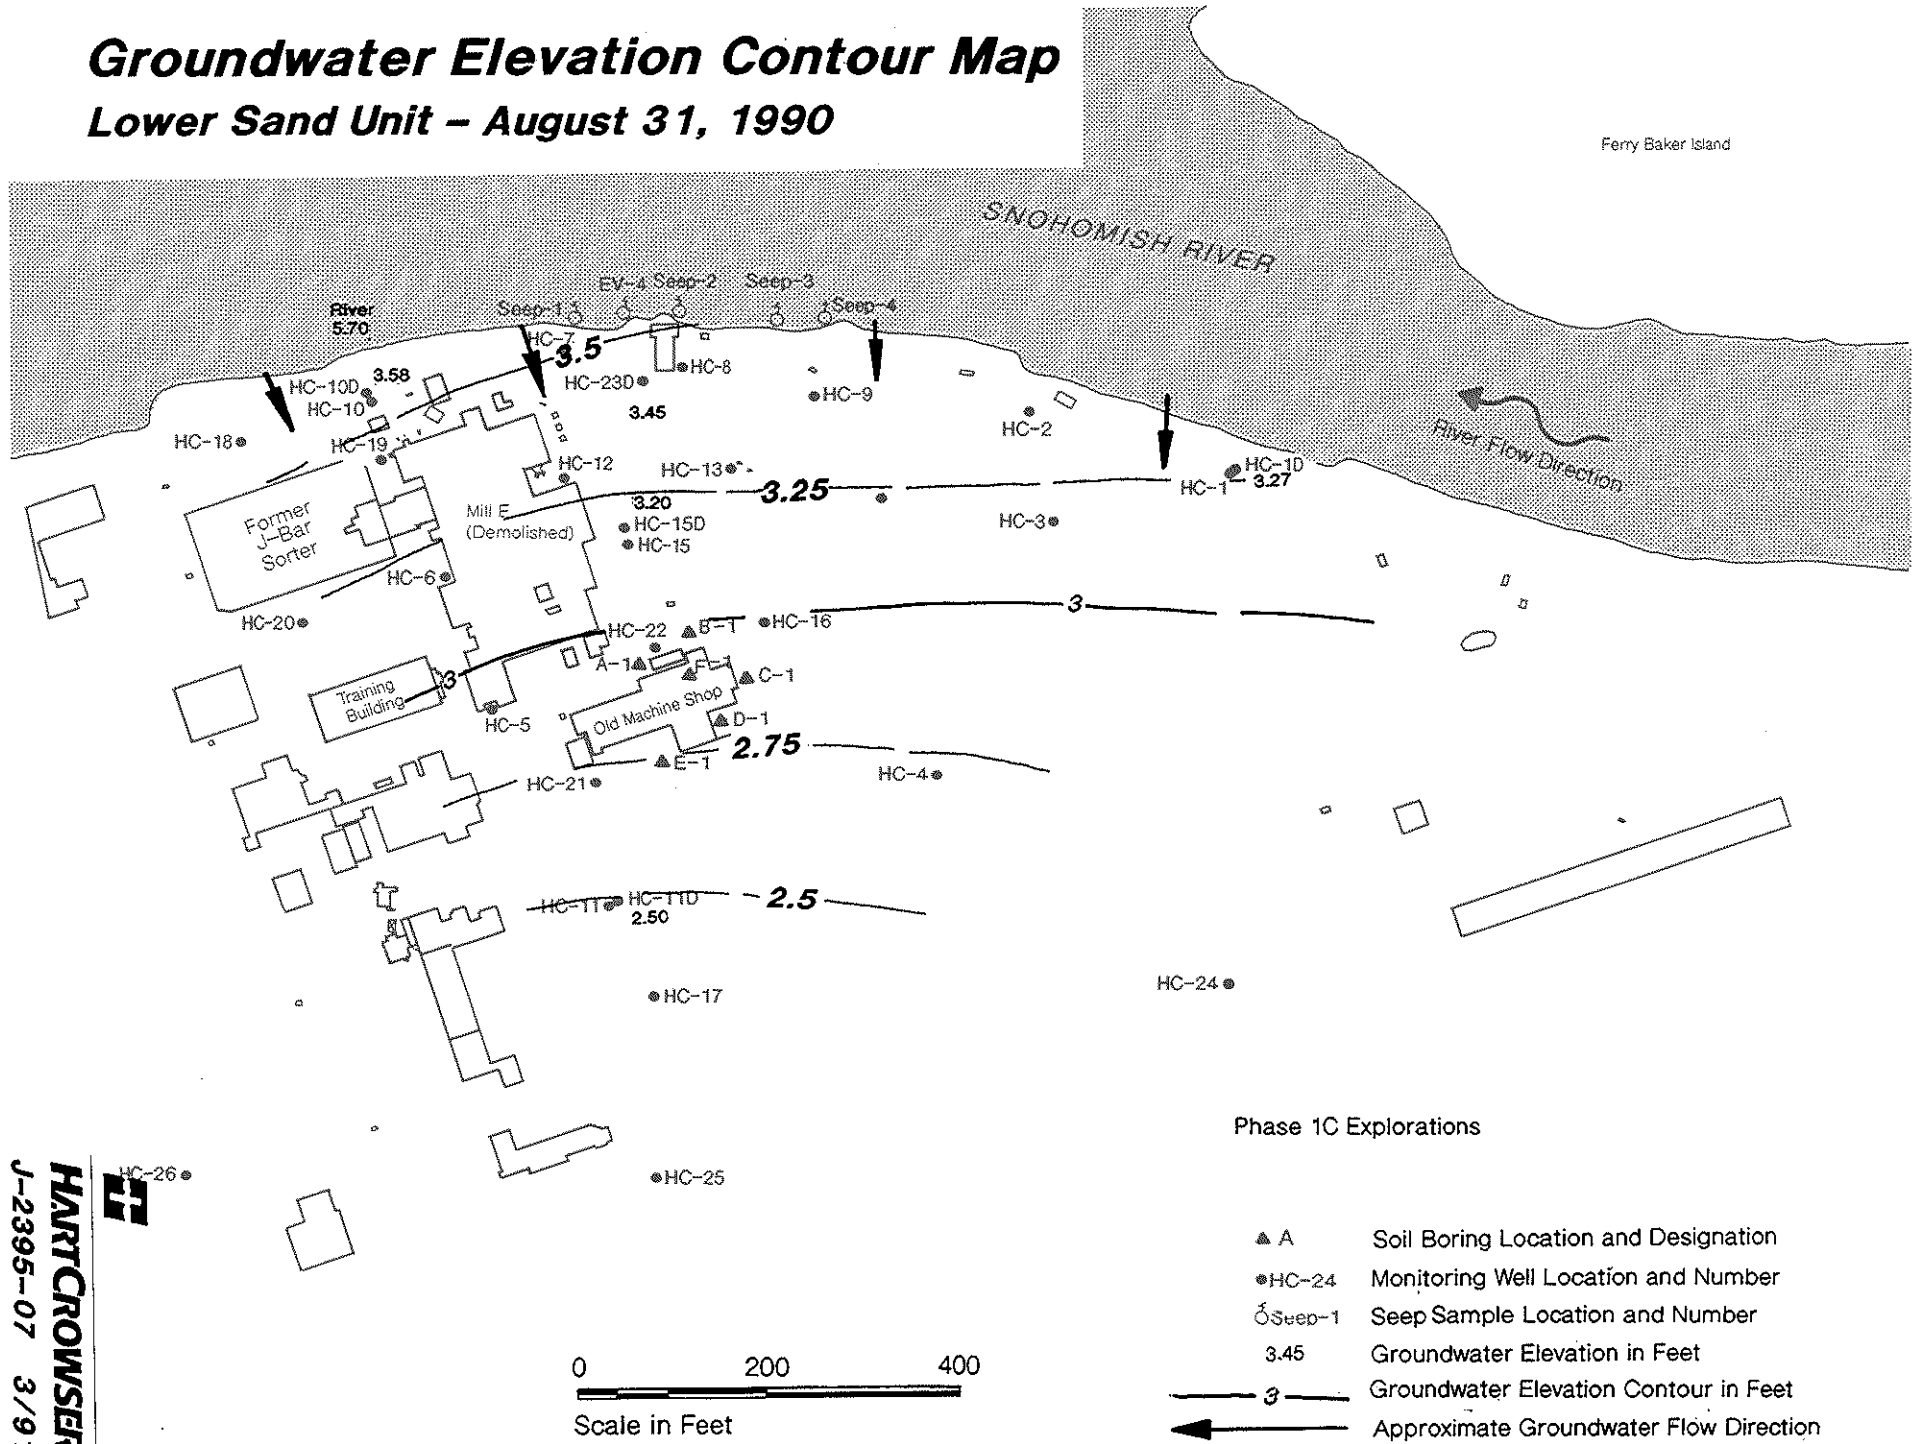 Groundwater Elevation Contour Map
Lower Sand Unit – August 31, 1990
Ferry Baker Island
SNOHOMISH RIVER
EV-4 Seep-2
Seep-3
Seep-1
Seep-4
River
5.70
HC-7
3.5
HC-8
HC-10D
3.58
HC-23D
HC-10
3.45
HC-9
HC-2
River Flow Direction
HC-18
HC-19
HC-12
HC-13
HC-1D
HC-1
3.27
3.25
3.20
Former
J-Bar
Sorter
Mill E
(Demolished)
HC-15D
HC-15
HC-3
HC-6
HC-20
HC-22
B-1
HC-16
3
A-1
F-1
C-1
3
Training
Building
Old Machine Shop
HC-5
D-1
2.75
E-1
HC-21
HC-4
HC-11
HC-11D
2.50
2.5
HC-17
HC-24
HC-26
HC-25
HARTCROWSER
J-2395-07 3/9
Phase 1C Explorations
A Soil Boring Location and Designation
HC-24 Monitoring Well Location and Number
Seep-1 Seep Sample Location and Number
3.45 Groundwater Elevation in Feet
3 Groundwater Elevation Contour in Feet
Approximate Groundwater Flow Direction
0 200 400
Scale in Feet